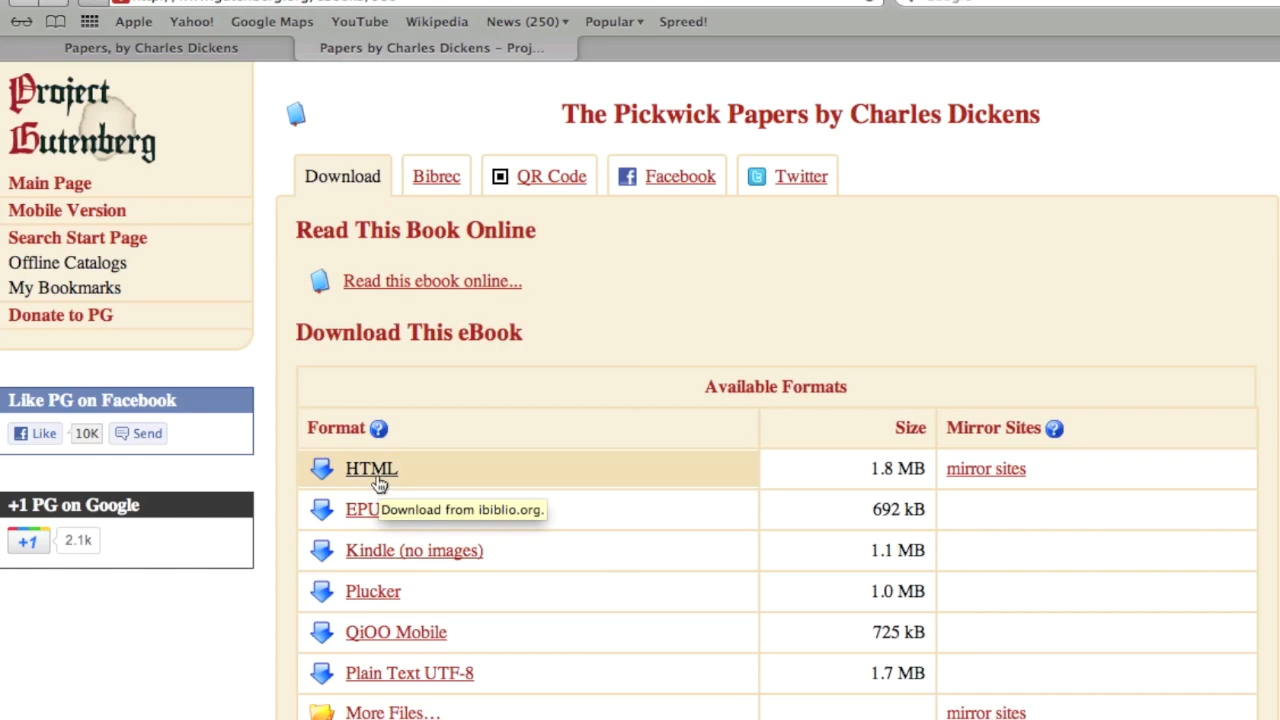 Apple Yahoo! Google Maps YouTube Wikipedia News (250) Popular Spreed!
Papers, by Charles Dickens
Papers by Charles Dickens – Proj...
Project
Gutenberg
Main Page
Mobile Version
Search Start Page
Offline Catalogs
My Bookmarks
Donate to PG
Like PG on Facebook
Like 10K Send
+1 PG on Google
+1 2.1k
The Pickwick Papers by Charles Dickens
Download Bibrec QR Code Facebook Twitter
Read This Book Online
Read this ebook online...
Download This eBook
Available Formats
Format ? Size Mirror Sites ?
HTML 1.8 MB mirror sites
Download from ibiblio.org.
EPU 692 kB
Kindle (no images) 1.1 MB
Plucker 1.0 MB
QiOO Mobile 725 kB
Plain Text UTF-8 1.7 MB
More Files... mirror sites